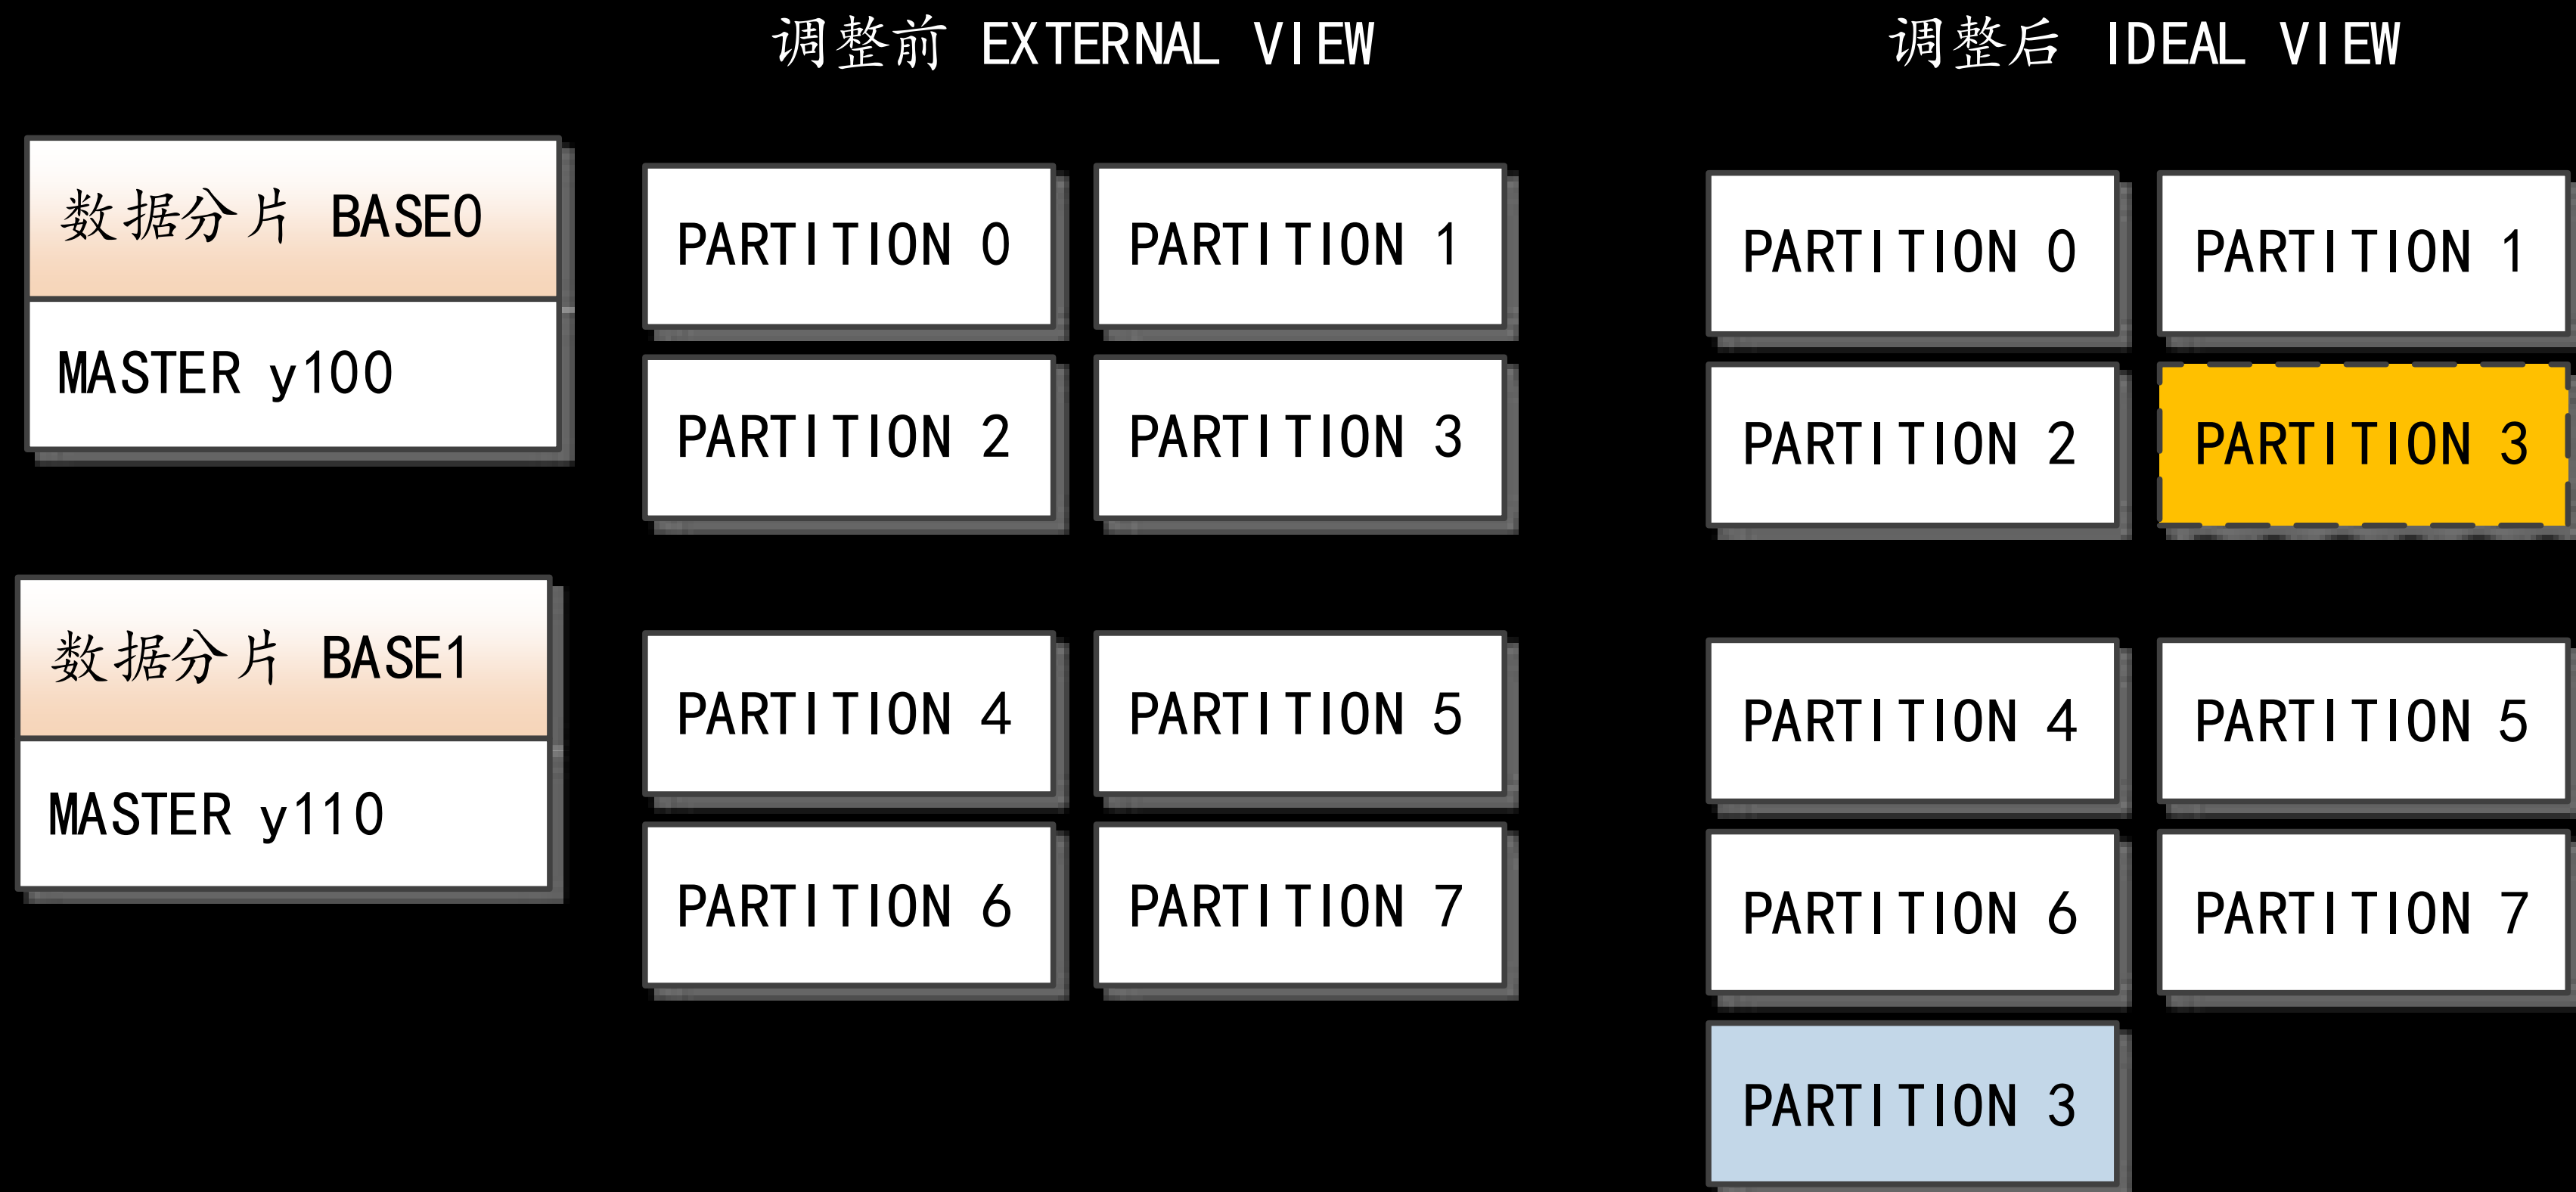 调整前 EXTERNAL VIEW
调整后 IDEAL VIEW
数据分片 BASE0
MASTER y100
PARTITION 0
PARTITION 1
PARTITION 2
PARTITION 3
PARTITION 0
PARTITION 1
PARTITION 2
PARTITION 3
数据分片 BASE1
MASTER y110
PARTITION 4
PARTITION 5
PARTITION 6
PARTITION 7
PARTITION 4
PARTITION 5
PARTITION 6
PARTITION 7
PARTITION 3